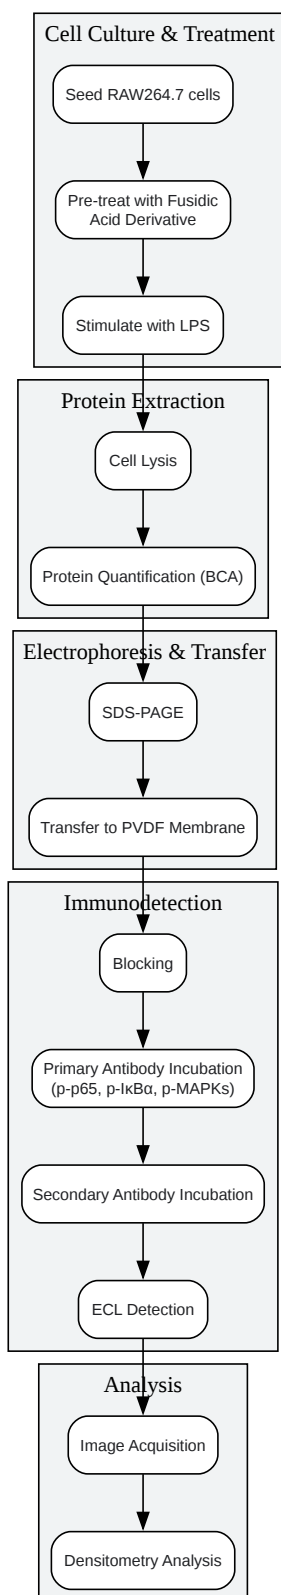 Cell Culture & Treatment
Seed RAW264.7 cells
Pre-treat with Fusidic
Acid Derivative
Stimulate with LPS
Protein Extraction
Cell Lysis
Protein Quantification (BCA)
Electrophoresis & Transfer
SDS-PAGE
Transfer to PVDF Membrane
Immunodetection
Blocking
Primary Antibody Incubation
(p-p65, p-IκBα, p-MAPKs)
Secondary Antibody Incubation
ECL Detection
Analysis
Image Acquisition
Densitometry Analysis